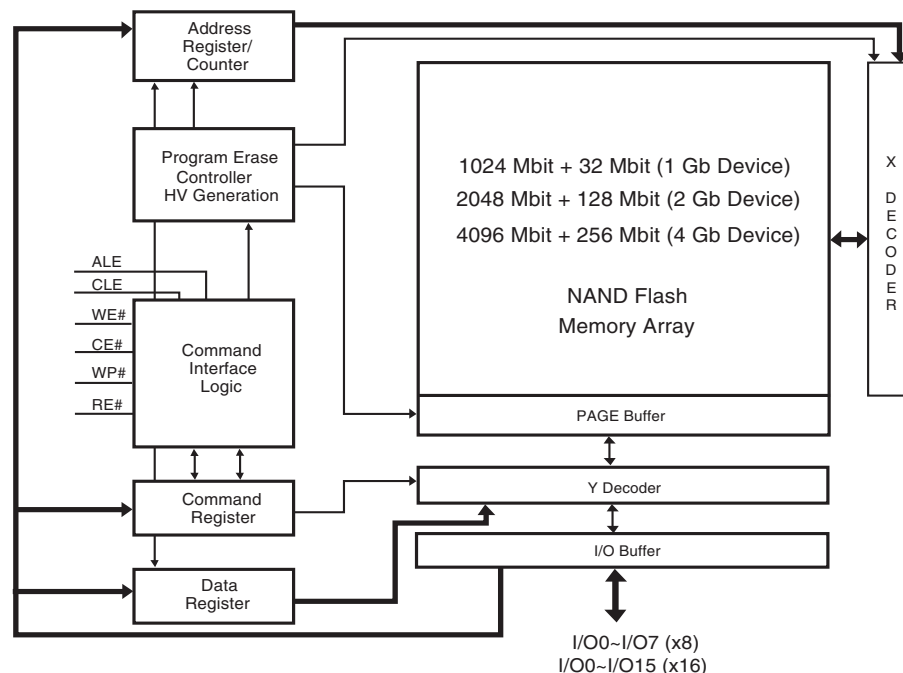 Address
Register/
Counter
Program Erase
Controller
HV Generation
ALE
CLE
WE#
CE#
WP#
RE#
Command
Interface
Logic
Command
Register
Data
Register
1024 Mbit + 32 Mbit (1 Gb Device)
2048 Mbit + 128 Mbit (2 Gb Device)
4096 Mbit + 256 Mbit (4 Gb Device)
NAND Flash
Memory Array
PAGE Buffer
Y Decoder
I/O Buffer
I/O0~I/O7 (x8)
I/O0~I/O15 (x16)
X
D
E
C
O
D
E
R